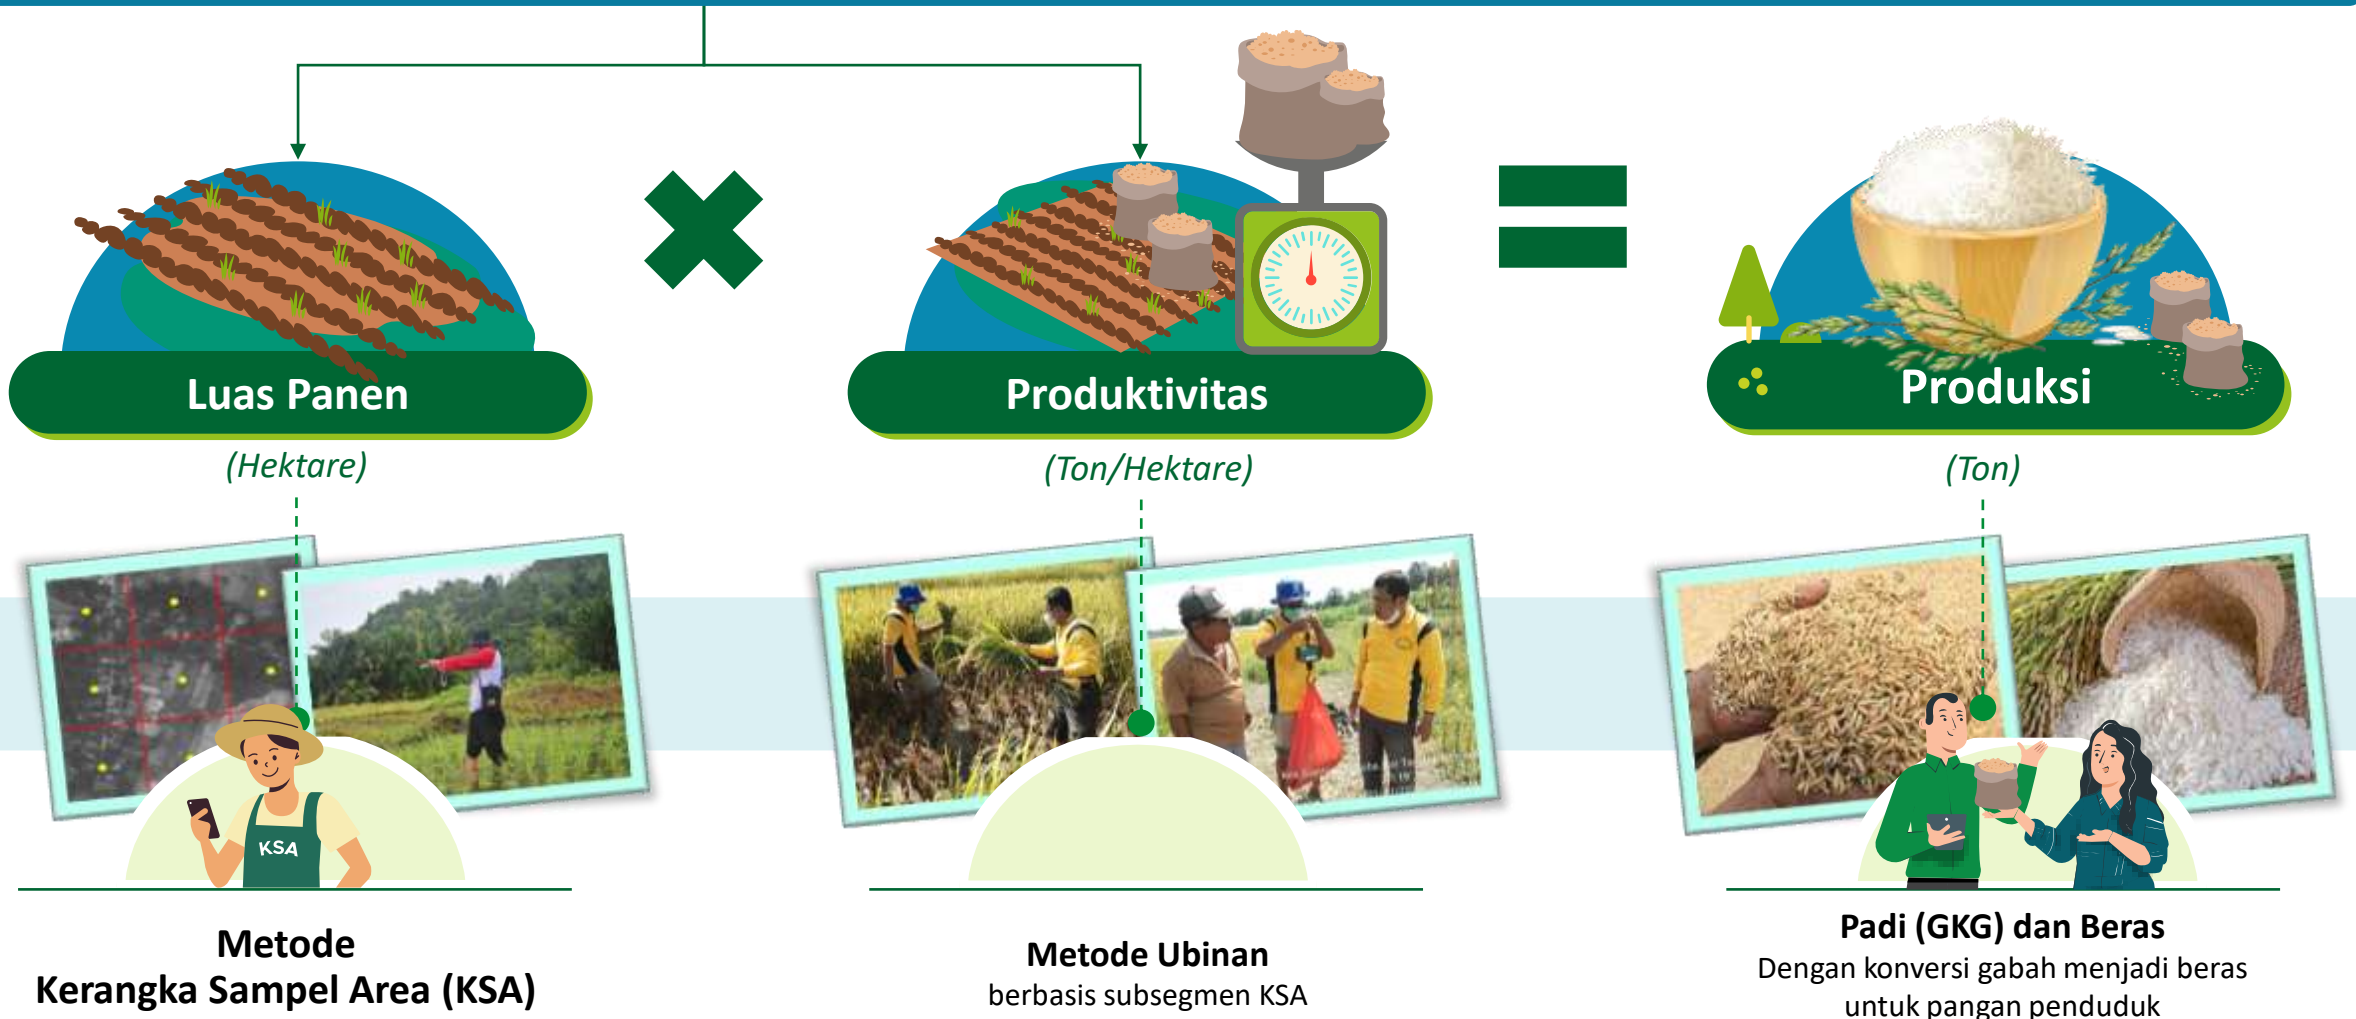 Luas Panen
(Hektare)
Produktivitas
(Ton/Hektare)
Produksi
(Ton)
KSA
Metode
Kerangka Sampel Area (KSA)
Metode Ubinan
berbasis subsegmen KSA
Padi (GKG) dan Beras
Dengan konversi gabah menjadi beras
untuk pangan penduduk